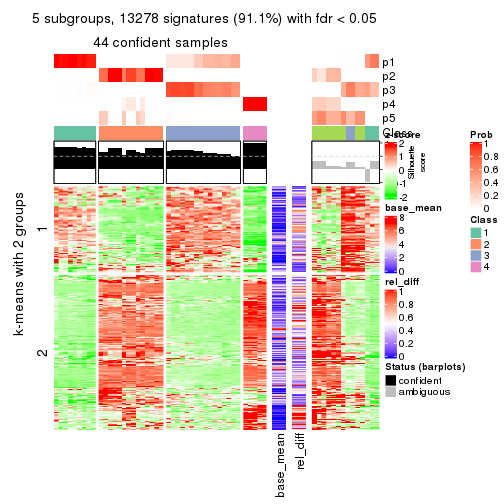 5 subgroups, 13278 signatures (91.1%) with fdr < 0.05
44 confident samples
p1
p2
p3
p4
p5
Class
Silhouette
score
k-means with 2 groups
1
2
base_mean
rel_diff
z-score
2
1
0
-1
-2
base_mean
8
6
4
2
0
rel_diff
1
0.8
0.6
0.4
0.2
0
Status (barplots)
confident
ambiguous
Prob
1
0.8
0.6
0.4
0.2
0
Class
1
2
3
4